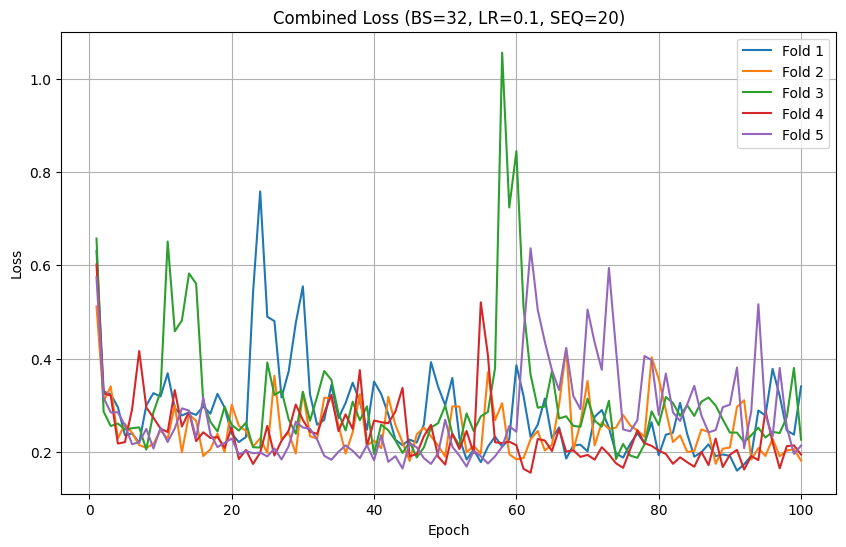 Combined Loss (BS=32, LR=0.1, SEQ=20)
Fold 1
Fold 2
Fold 3
Fold 4
Fold 5
1.0
0.8
0.6
0.4
0.2
Loss
0
20
40
60
80
100
Epoch